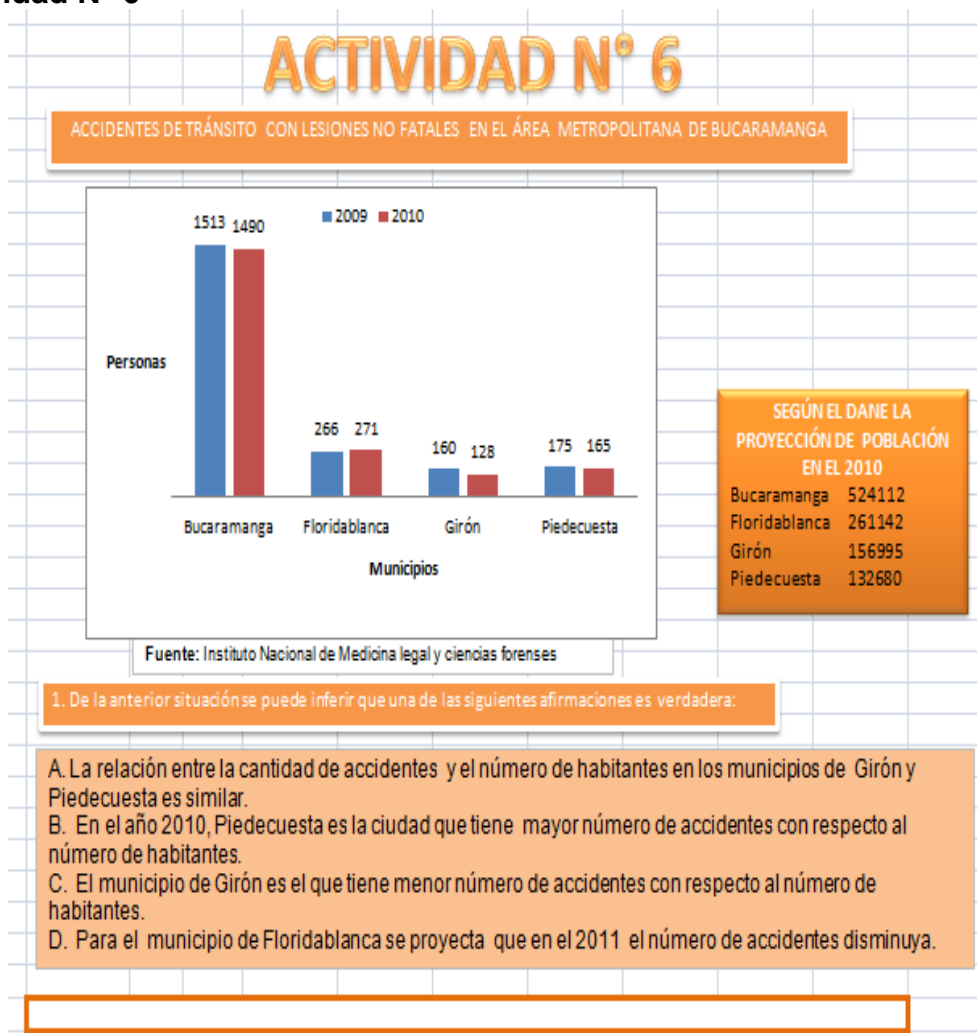 ACTIVIDAD N° 6
ACCIDENTES DE TRÁNSITO CON LESIONES NO FATALES EN EL ÁREA METROPOLITANA DE BUCARAMANGA
2009 2010
1513 1490
266 271
160 128
175 165
Personas
Bucaramanga Floridablanca Girón Piedecuesta
Municipios
SEGÚN EL DANE LA
PROYECCIÓN DE POBLACIÓN
EN EL 2010
Bucaramanga 524112
Floridablanca 261142
Girón 156995
Piedecuesta 132680
Fuente: Instituto Nacional de Medicina legal y ciencias forenses
1. De la anterior situación se puede inferir que una de las siguientes afirmaciones es verdadera:
A. La relación entre la cantidad de accidentes y el número de habitantes en los municipios de Girón y
Piedecuesta es similar.
B. En el año 2010, Piedecuesta es la ciudad que tiene mayor número de accidentes con respecto al
número de habitantes.
C. El municipio de Girón es el que tiene menor número de accidentes con respecto al número de
habitantes.
D. Para el municipio de Floridablanca se proyecta que en el 2011 el número de accidentes disminuya.